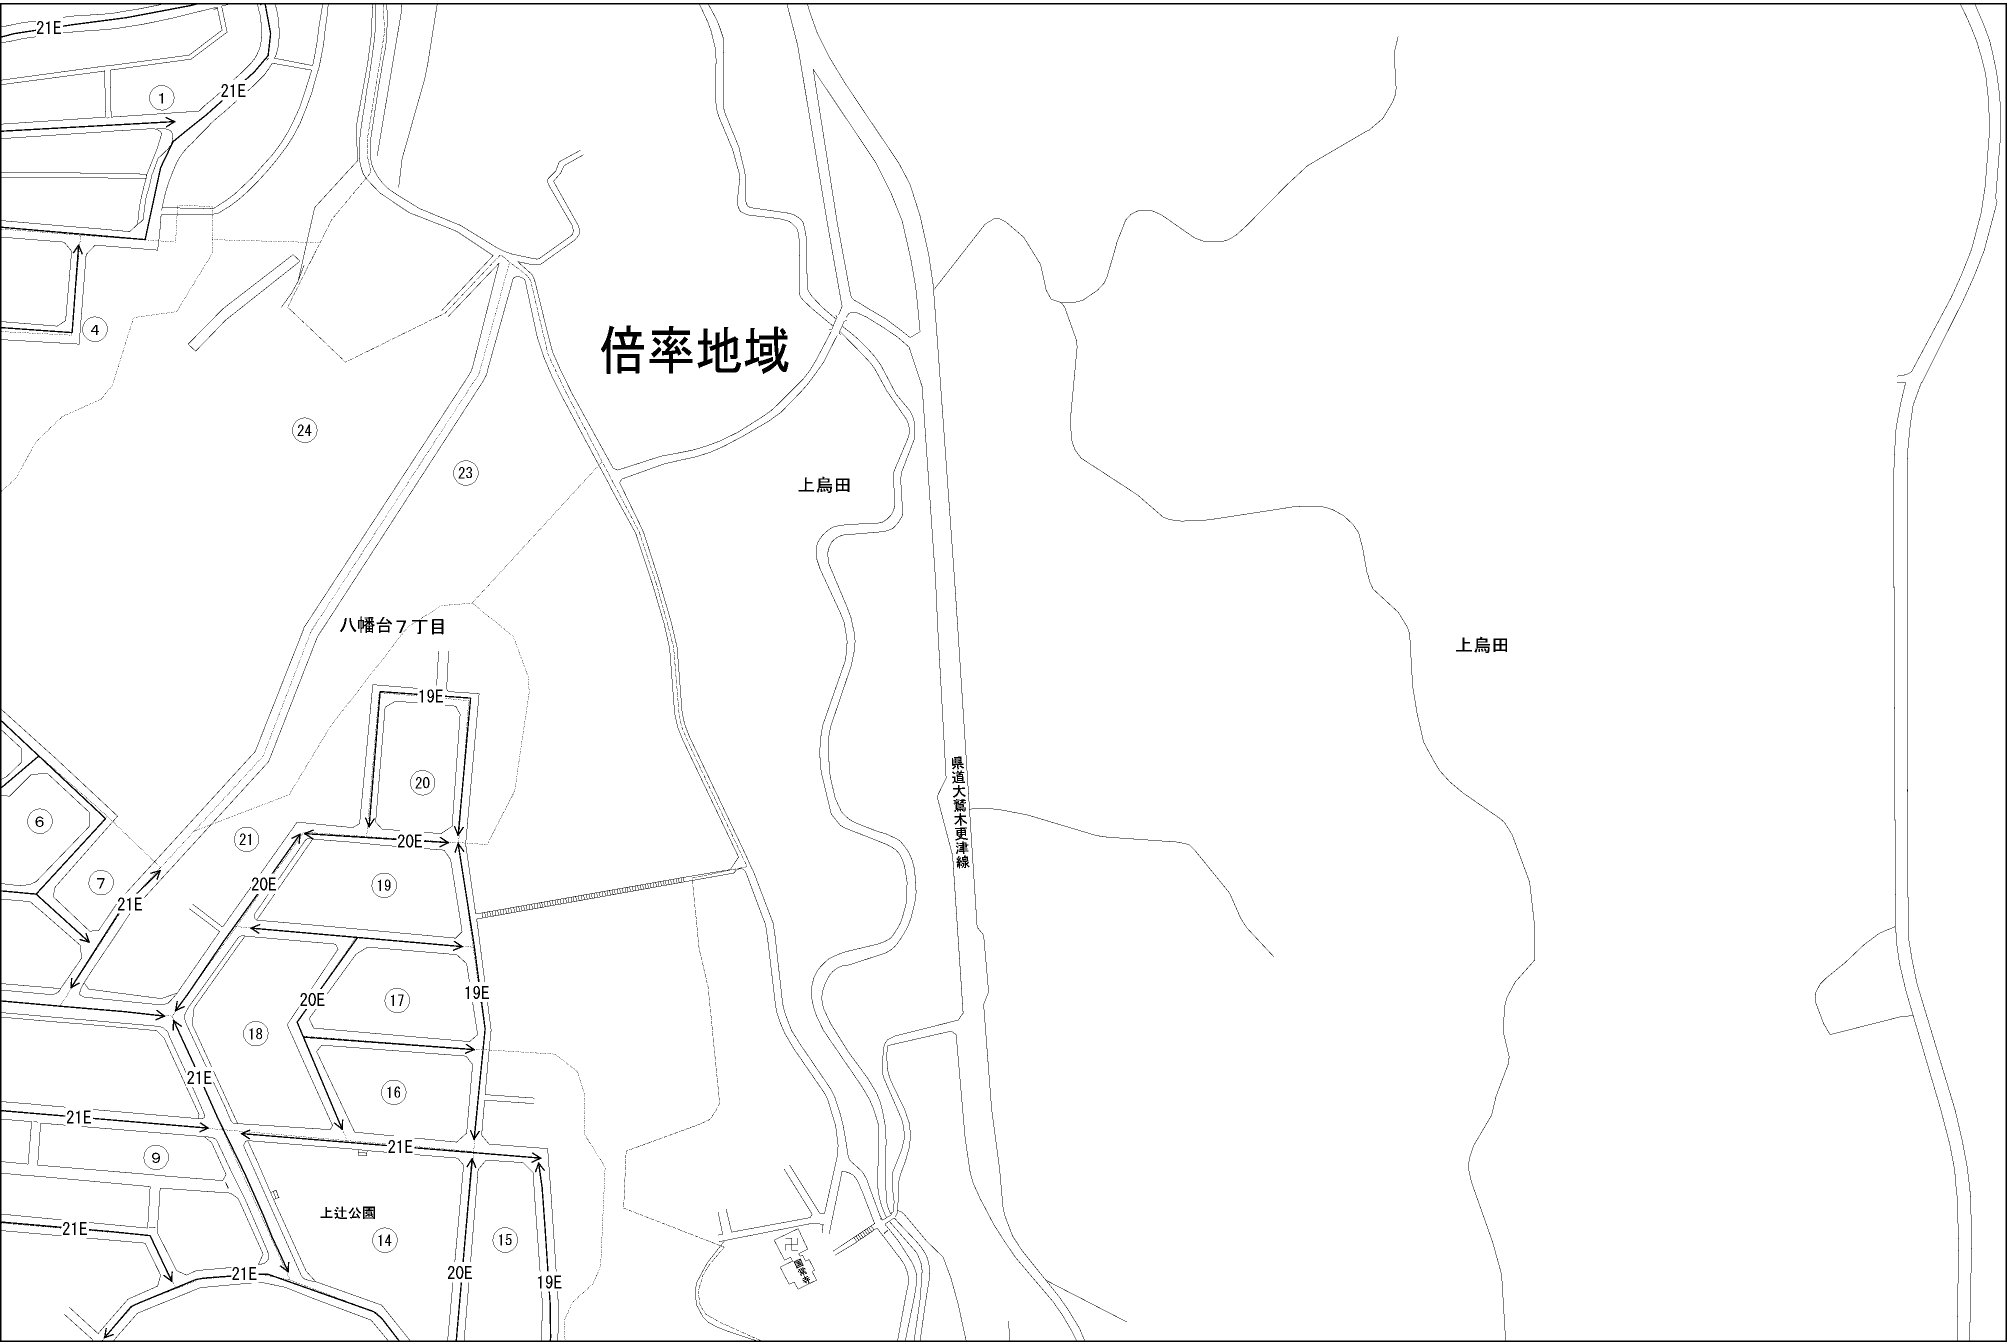 21E
21E
①
④
倍率地域
㉔
㉓
上烏田
八幡台７丁目
上烏田
19E
⑳
県道大鷲木更津線
⑥
㉑
20E
⑦
20E
⑲
21E
20E
⑰
19E
⑱
21E
⑯
21E
21E
⑨
上辻公園
21E
⑭
⑮
21E
20E
19E